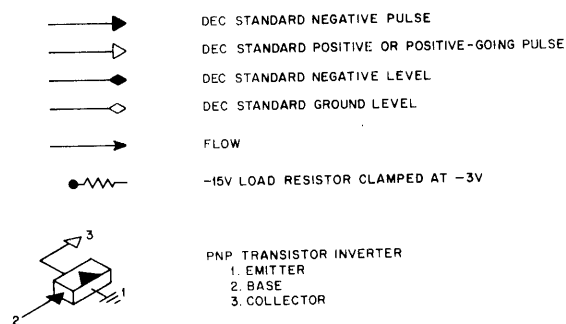 DEC STANDARD NEGATIVE PULSE
DEC STANDARD POSITIVE OR POSITIVE-GOING PULSE
DEC STANDARD NEGATIVE LEVEL
DEC STANDARD GROUND LEVEL
FLOW
-15V LOAD RESISTOR CLAMPED AT -3V
3
PNP TRANSISTOR INVERTER
1. EMITTER
1
2. BASE
3. COLLECTOR
2